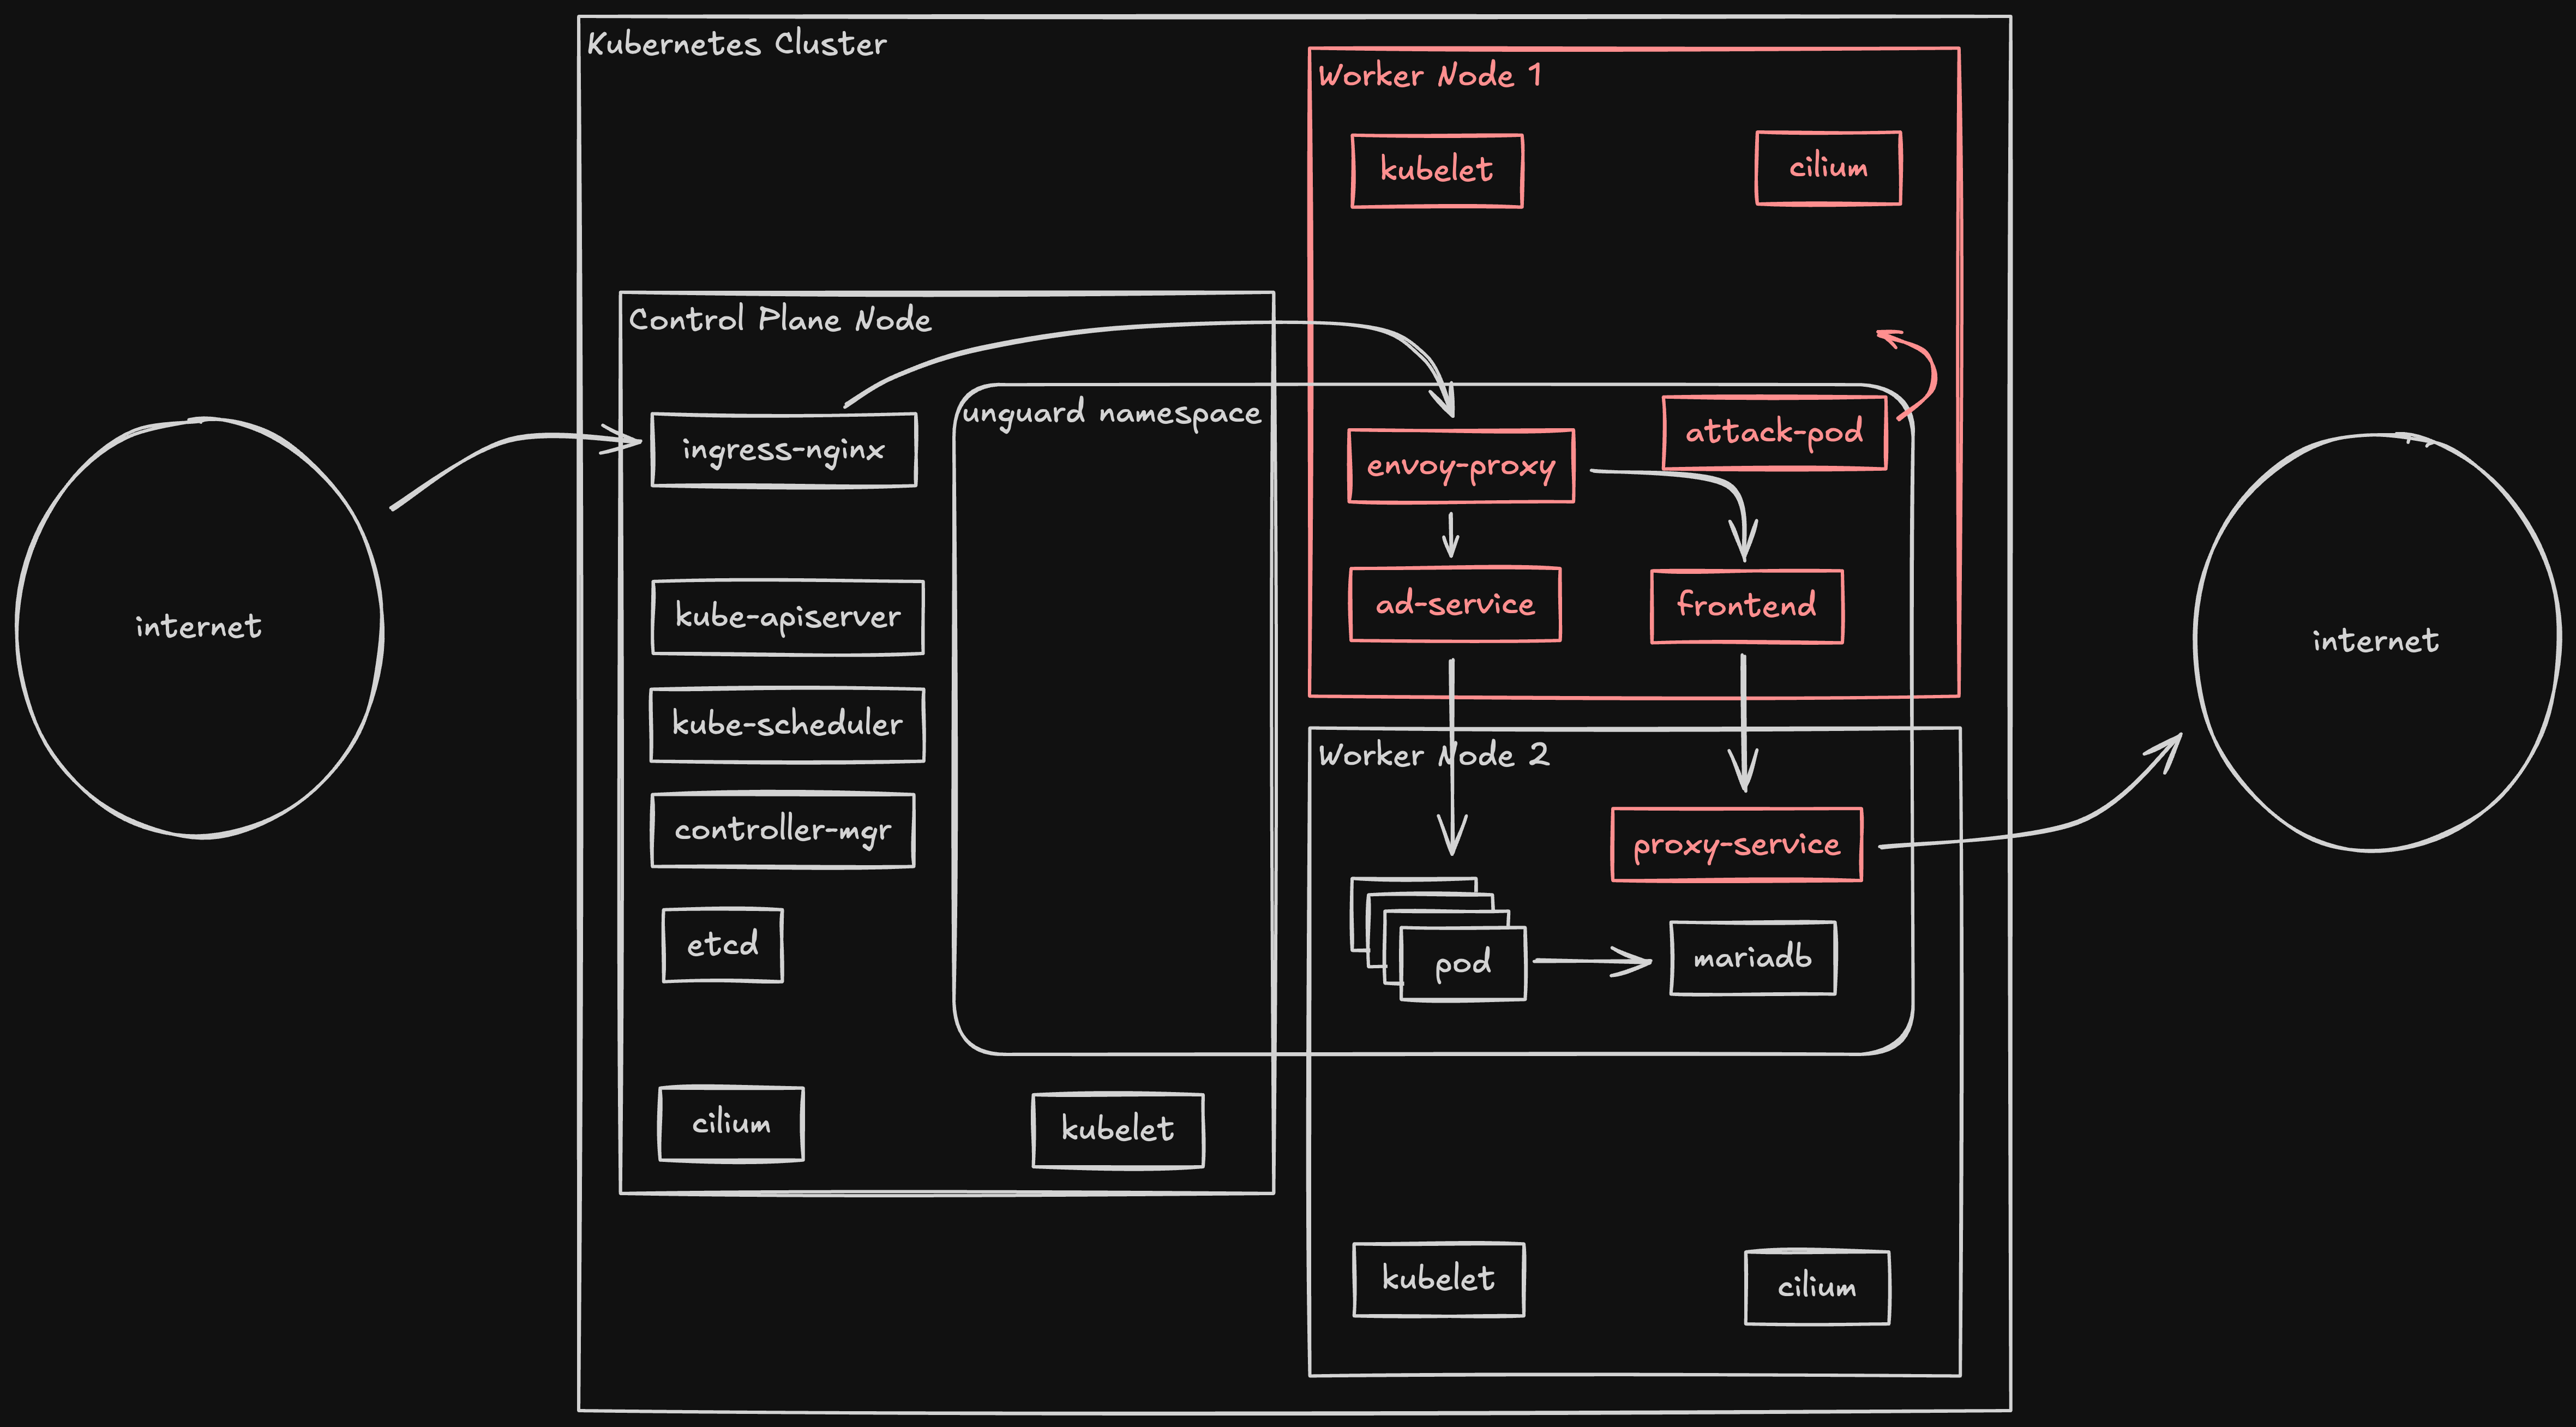 Kubernetes Cluster
Worker Node 1
kubelet
cilium
Control Plane Node
ingress-nginx
unguard namespace
attack-pod
envoy-proxy
internet
kube-apiserver
ad-service
frontend
internet
kube-scheduler
Worker Node 2
controller-mgr
proxy-service
etcd
pod
mariadb
cilium
kubelet
kubelet
cilium